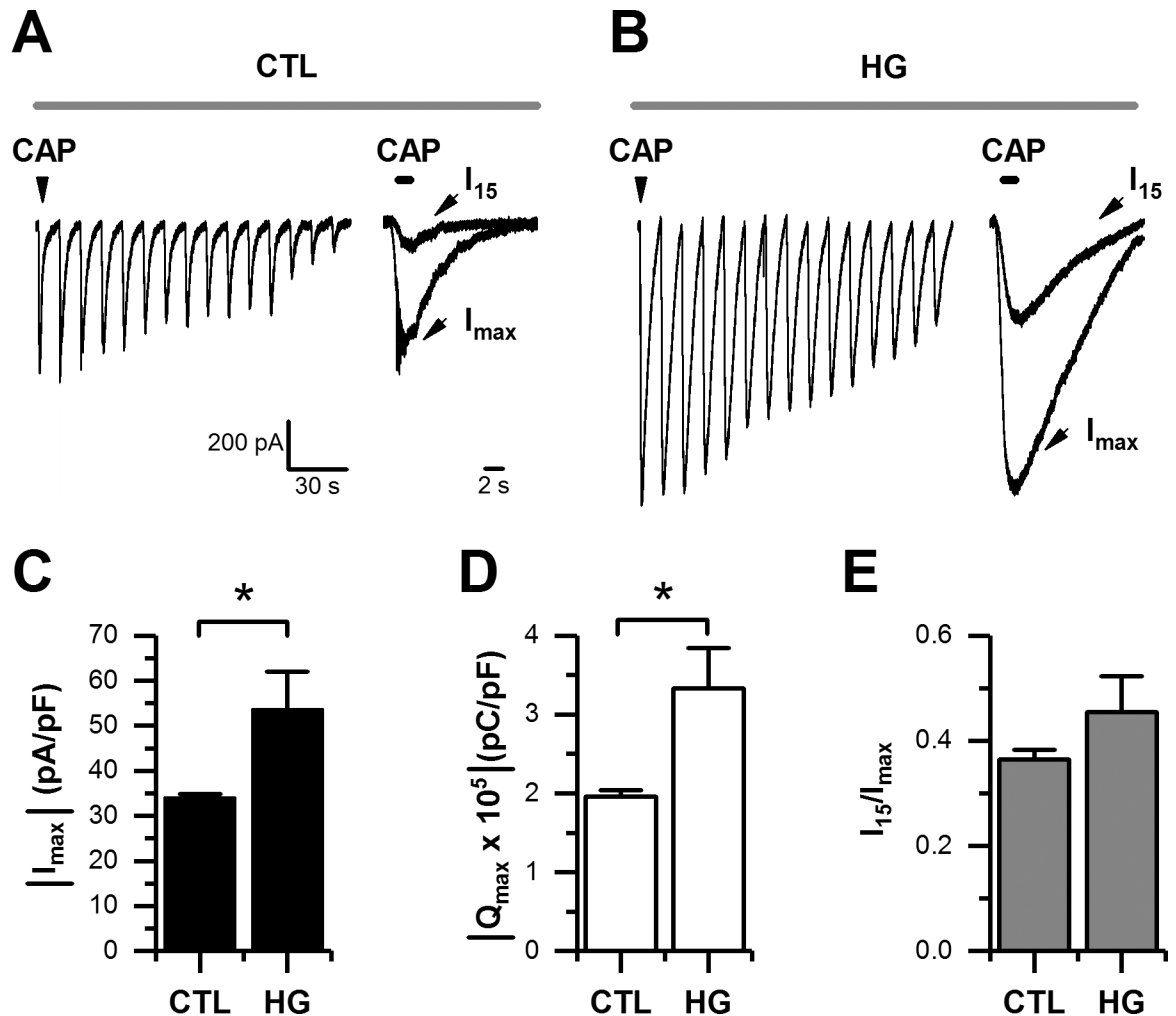 A
CTL
CAP
CAP
I15
Imax
200 pA
30 s
2 s
B
HG
CAP
CAP
I15
Imax
C
*
|Imax| (pA/pF)
70
60
50
40
30
20
10
0
CTL HG
D
*
|Qmax x 10⁵| (pC/pF)
4
3
2
1
0
CTL HG
E
I15/Imax
0.6
0.4
0.2
0.0
CTL HG